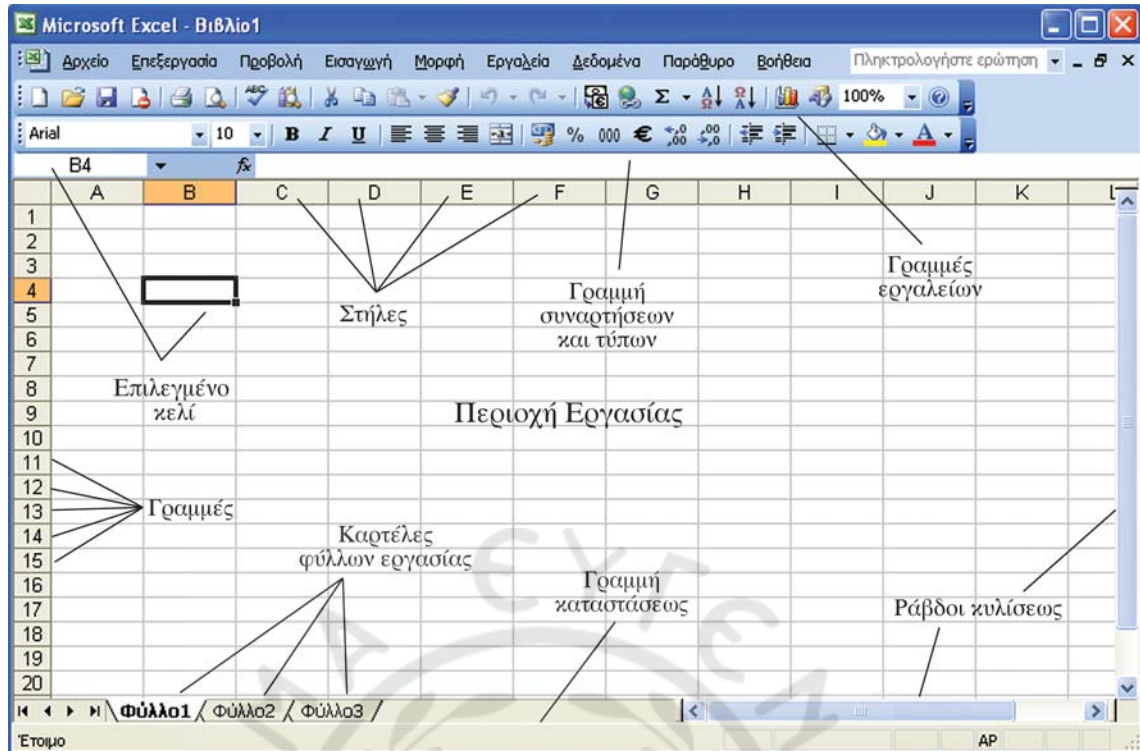 Microsoft Excel - Βιβλίο1
Αρχείο Επεξεργασία Προβολή Εισαγωγή Μορφή Εργαλεία Δεδομένα Παράθυρο Βοήθεια Πληκτρολογήστε ερώτηση
100%
Arial 10 B I U % 000 €
B4 fx
A B C D E F G H I J K L
1
2
3
Γραμμές
4
εργαλείων
Γραμμή
5
Στήλες
συναρτήσεων
6
και τύπων
7
8
Επιλεγμένο
9
κελί
Περιοχή Εργασίας
10
11
12
13
Γραμμές
14
Καρτέλες
15
φύλλων εργασίας
16
Γραμμή
17
καταστάσεως
Ράβδοι κυλίσεως
18
19
20
Φύλλο1 Φύλλο2 Φύλλο3
Έτοιμο AP